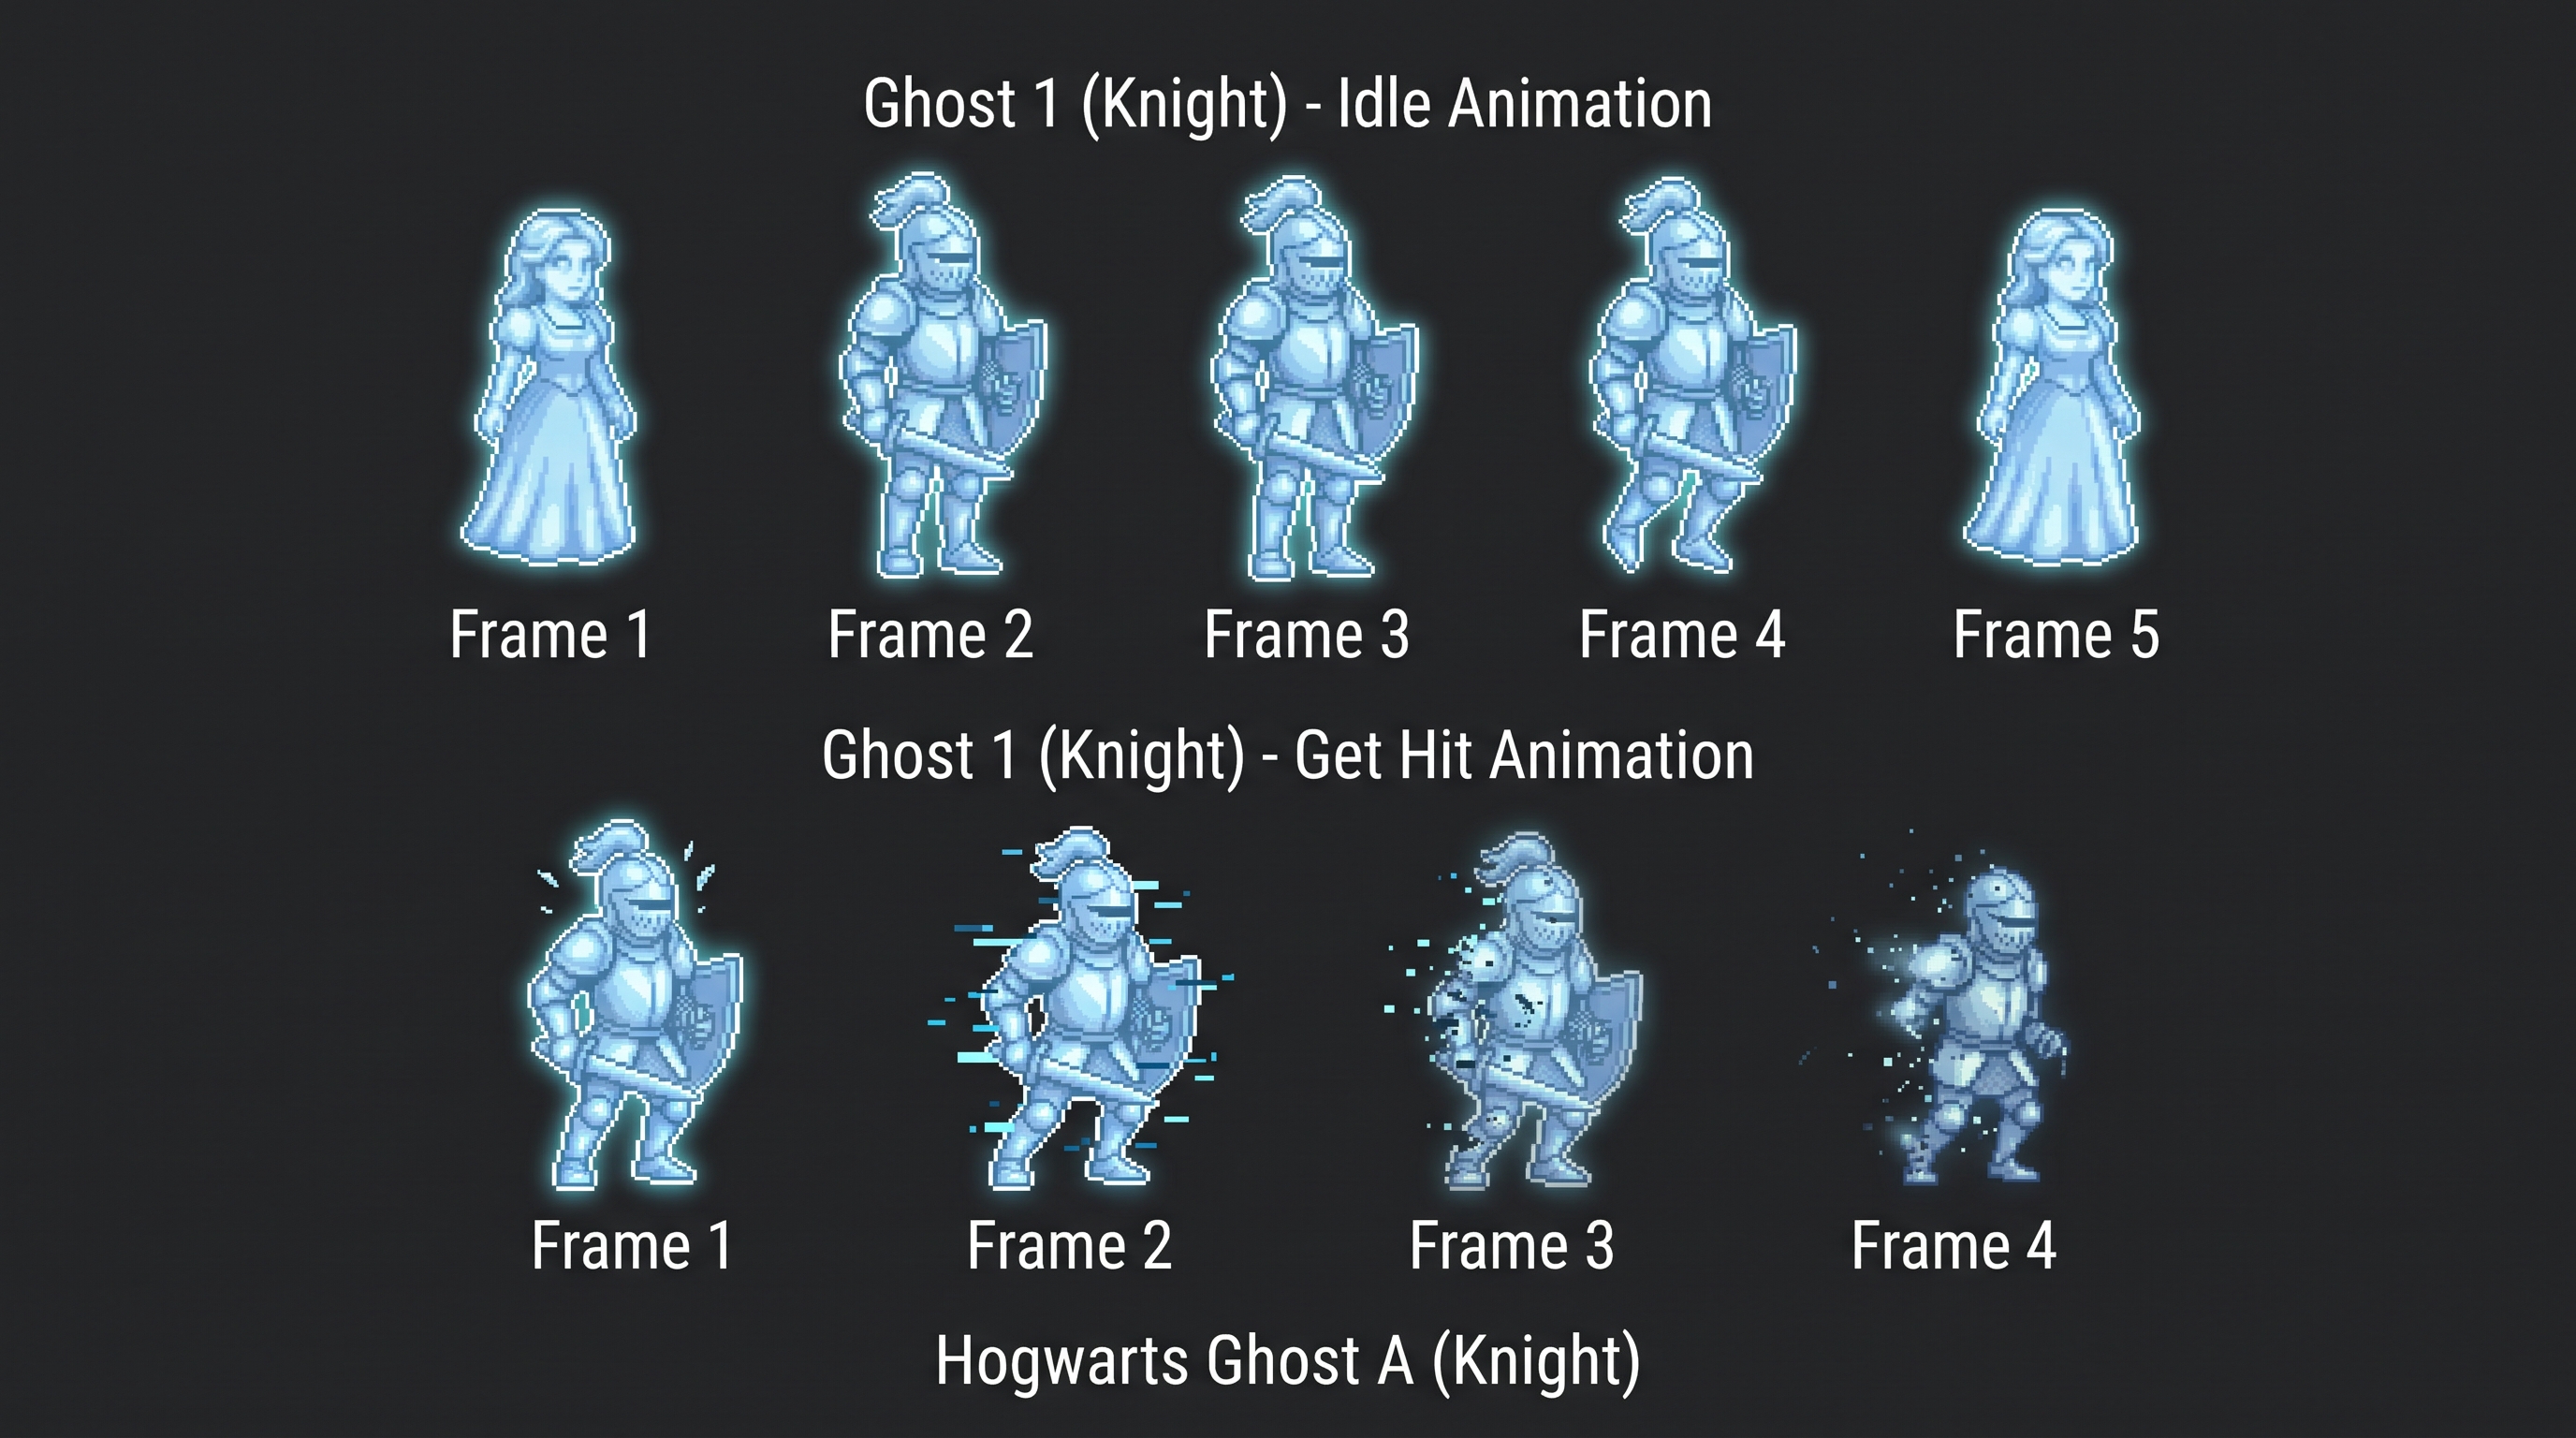 Ghost 1 (Knight) - Idle Animation
Frame 1 Frame 2 Frame 3 Frame 4 Frame 5
Ghost 1 (Knight) - Get Hit Animation
Frame 1 Frame 2 Frame 3 Frame 4
Hogwarts Ghost A (Knight)